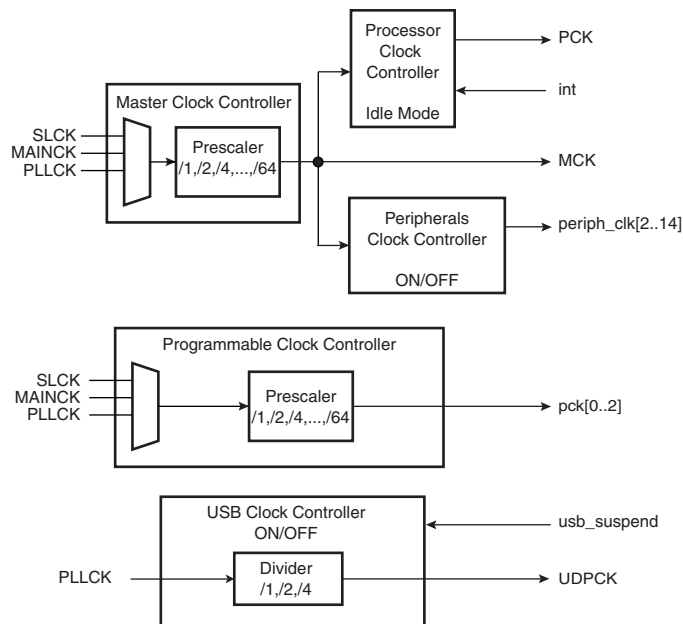 Processor
Clock
Controller
Idle Mode
PCK
int
Master Clock Controller
SLCK
MAINCK
PLLCK
Prescaler
/1,/2,/4,...,/64
MCK
Peripherals
Clock Controller
ON/OFF
periph_clk[2..14]
Programmable Clock Controller
SLCK
MAINCK
PLLCK
Prescaler
/1,/2,/4,...,/64
pck[0..2]
USB Clock Controller
ON/OFF
usb_suspend
PLLCK
Divider
/1,/2,/4
UDPCK